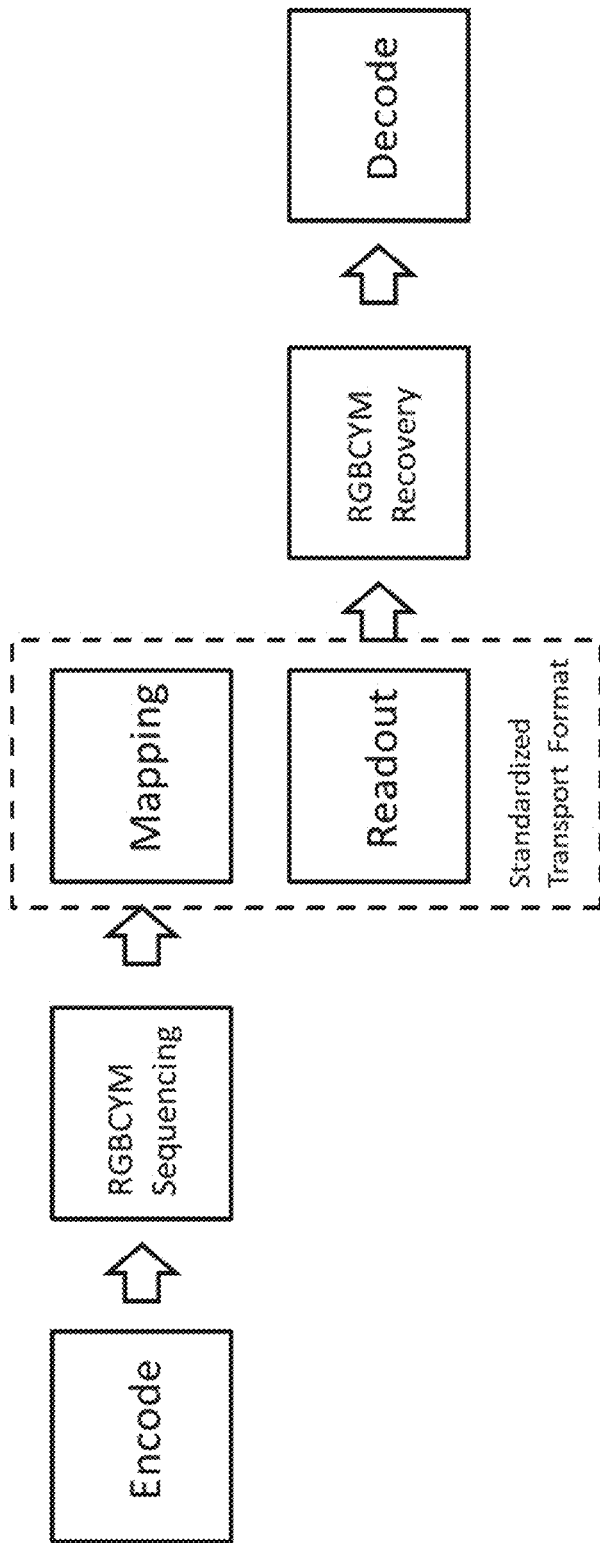 Encode
RGBCYM
Sequencing
Mapping
Readout
Standardized
Transport Format
RGBCYM
Recovery
Decode